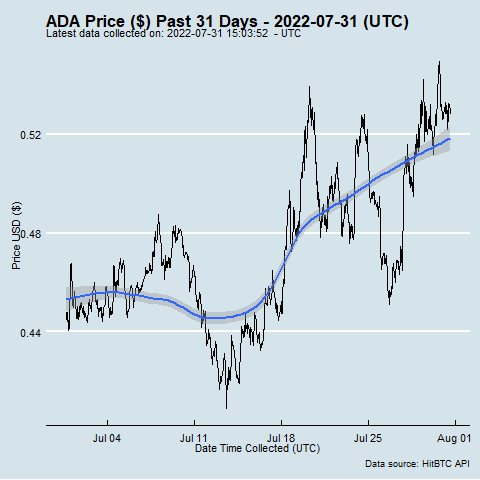 ADA Price ($) Past 31 Days - 2022-07-31 (UTC)
Latest data collected on: 2022-07-31 15:03:52  - UTC
0.52
0.48
0.44
Price USD ($)
Jul 04
Jul 11
Jul 18
Jul 25
Aug 01
Date Time Collected (UTC)
Data source: HitBTC API